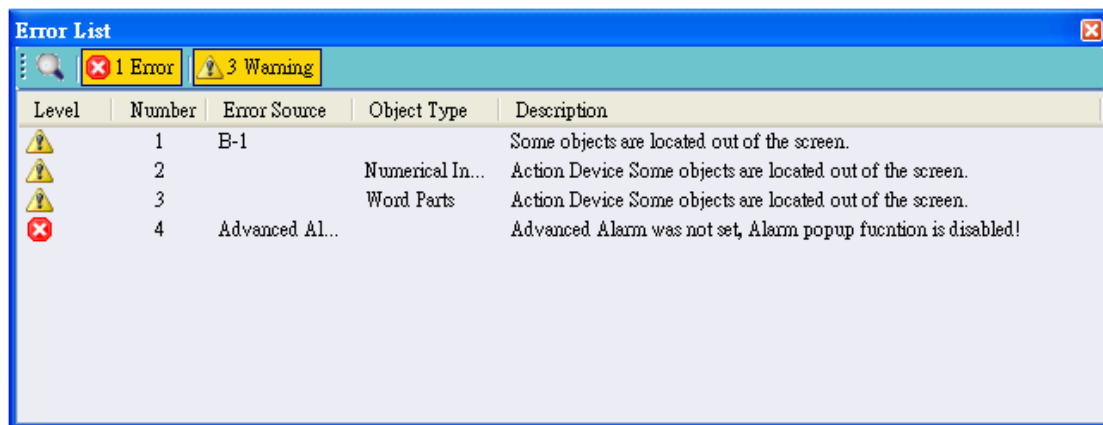 Error List
1 Error 3 Warning
Level Number Error Source Object Type Description
1 B-1 Some objects are located out of the screen.
2 Numerical In... Action Device Some objects are located out of the screen.
3 Word Parts Action Device Some objects are located out of the screen.
4 Advanced Al... Advanced Alarm was not set, Alarm popup fucntion is disabled!